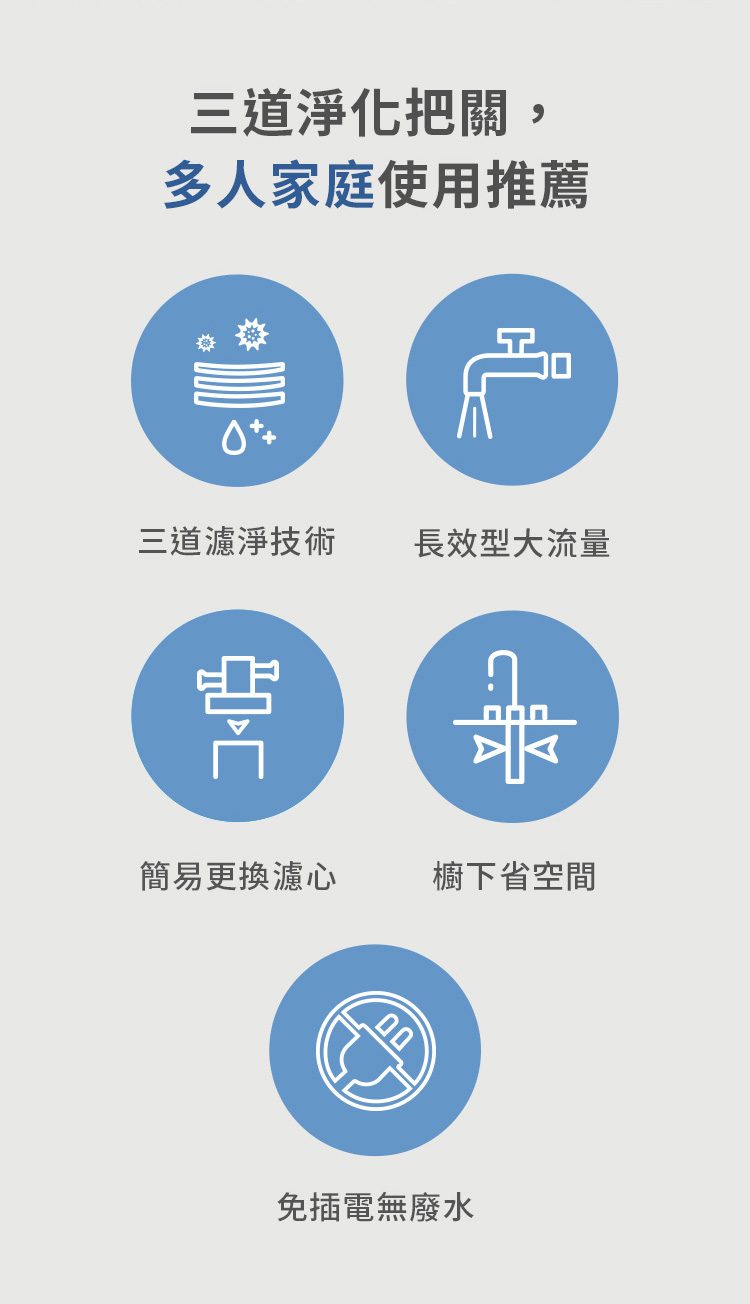 三道淨化把關，
多人家庭使用推薦
三道濾淨技術
長效型大流量
簡易更換濾心
櫥下省空間
免插電無廢水